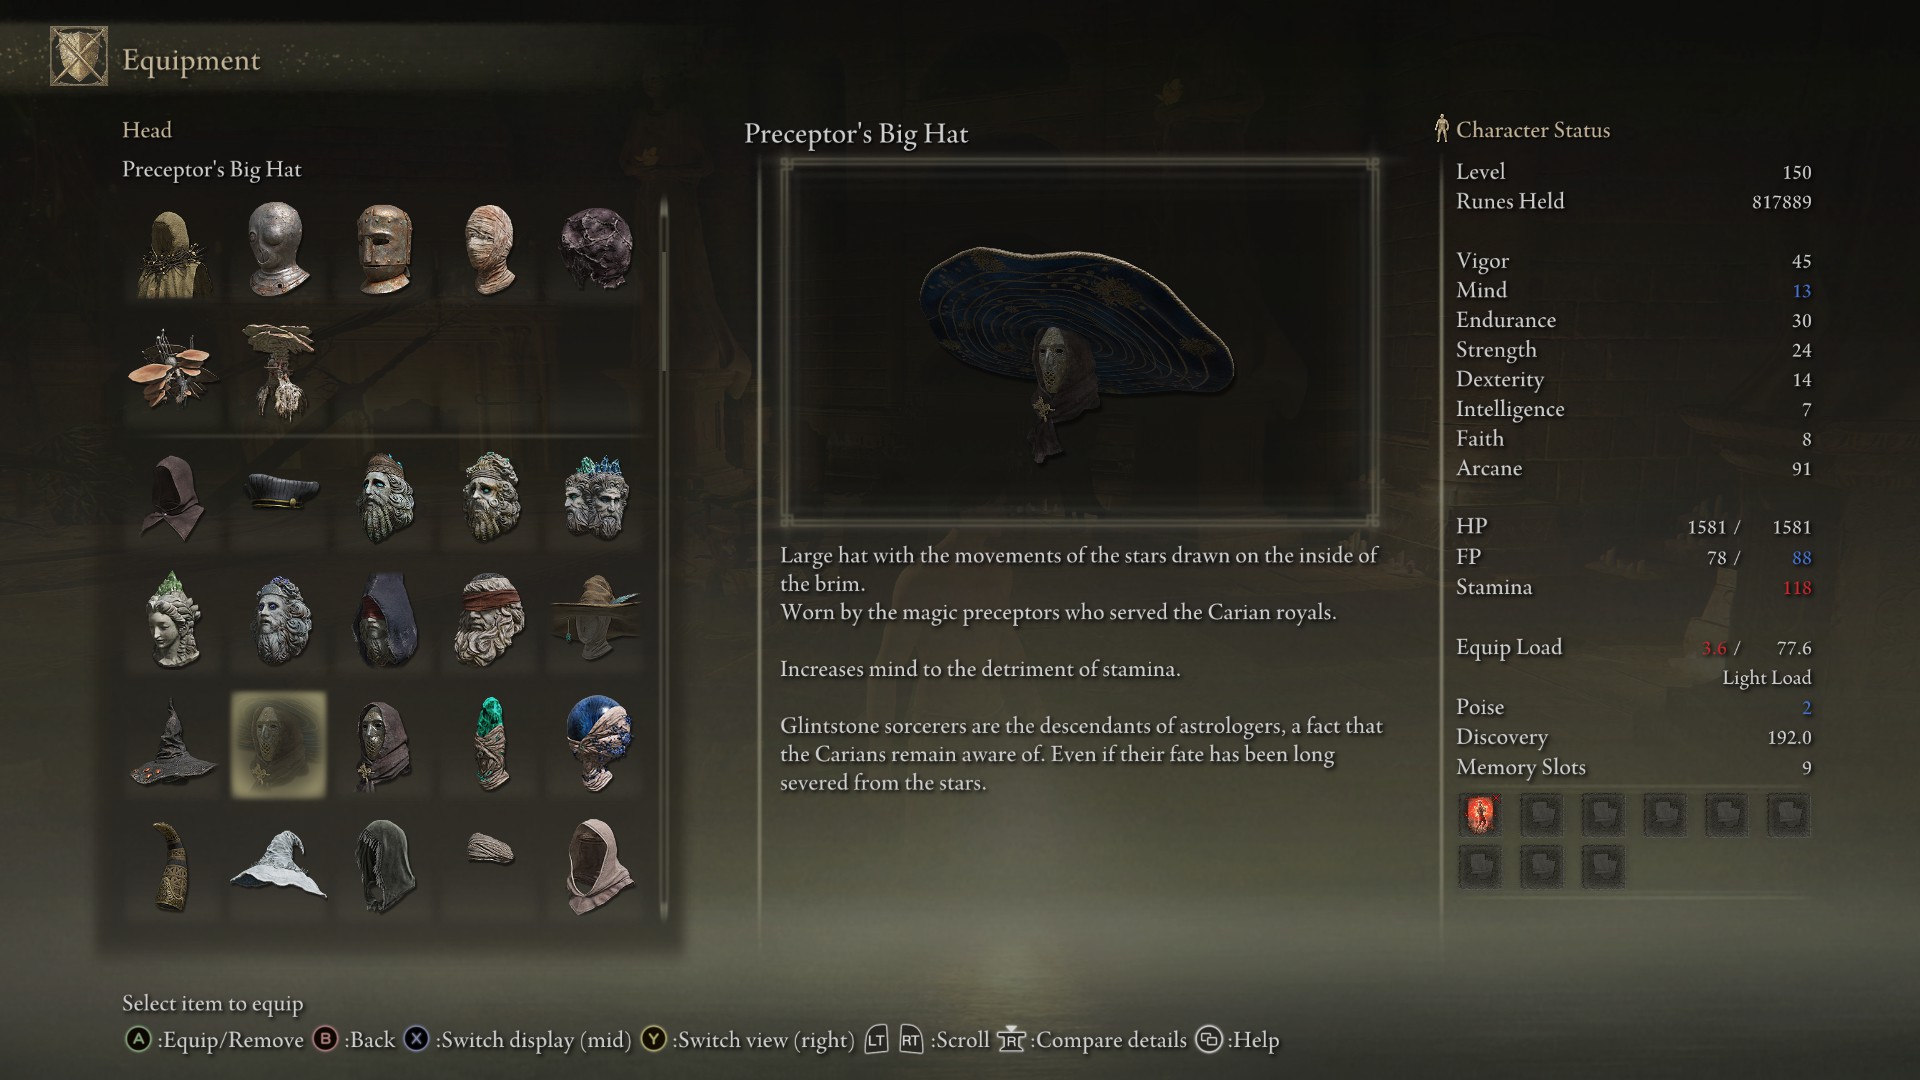 Equipment
Head
Preceptor's Big Hat
Preceptor's Big Hat
Large hat with the movements of the stars drawn on the inside of
the brim.
Worn by the magic preceptors who served the Carian royals.
Increases mind to the detriment of stamina.
Glintstone sorcerers are the descendants of astrologers, a fact that
the Carians remain aware of. Even if their fate has been long
severed from the stars.
Character Status
Level 150
Runes Held 817889
Vigor 45
Mind 13
Endurance 30
Strength 24
Dexterity 14
Intelligence 7
Faith 8
Arcane 91
HP 1581 / 1581
FP 78 / 88
Stamina 118
Equip Load 3.6 / 77.6
Light Load
Poise 2
Discovery 192.0
Memory Slots 9
Select item to equip
A :Equip/Remove B :Back X :Switch display (mid) Y :Switch view (right) LT RT :Scroll R :Compare details :Help